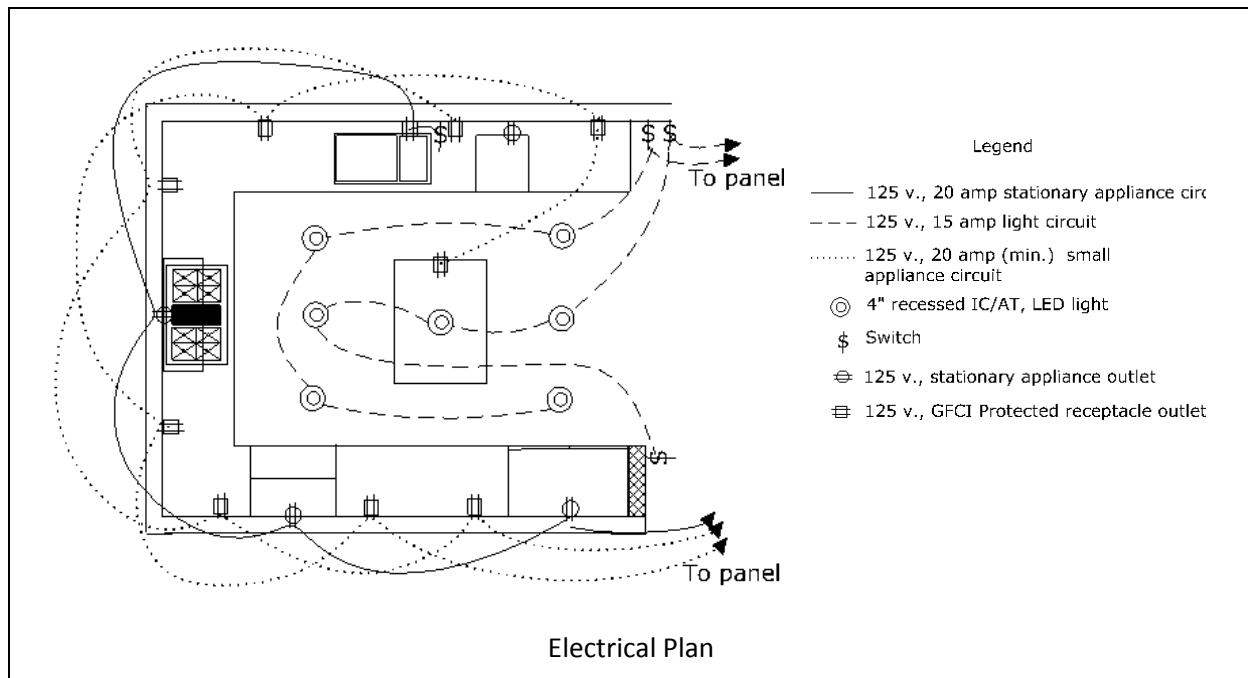 $
$ $
To panel
Legend
125 v., 20 amp stationary appliance circ
125 v., 15 amp light circuit
125 v., 20 amp (min.) small
appliance circuit
4" recessed IC/AT, LED light
$ Switch
125 v., stationary appliance outlet
125 v., GFCI Protected receptacle outlet
$
To panel
Electrical Plan